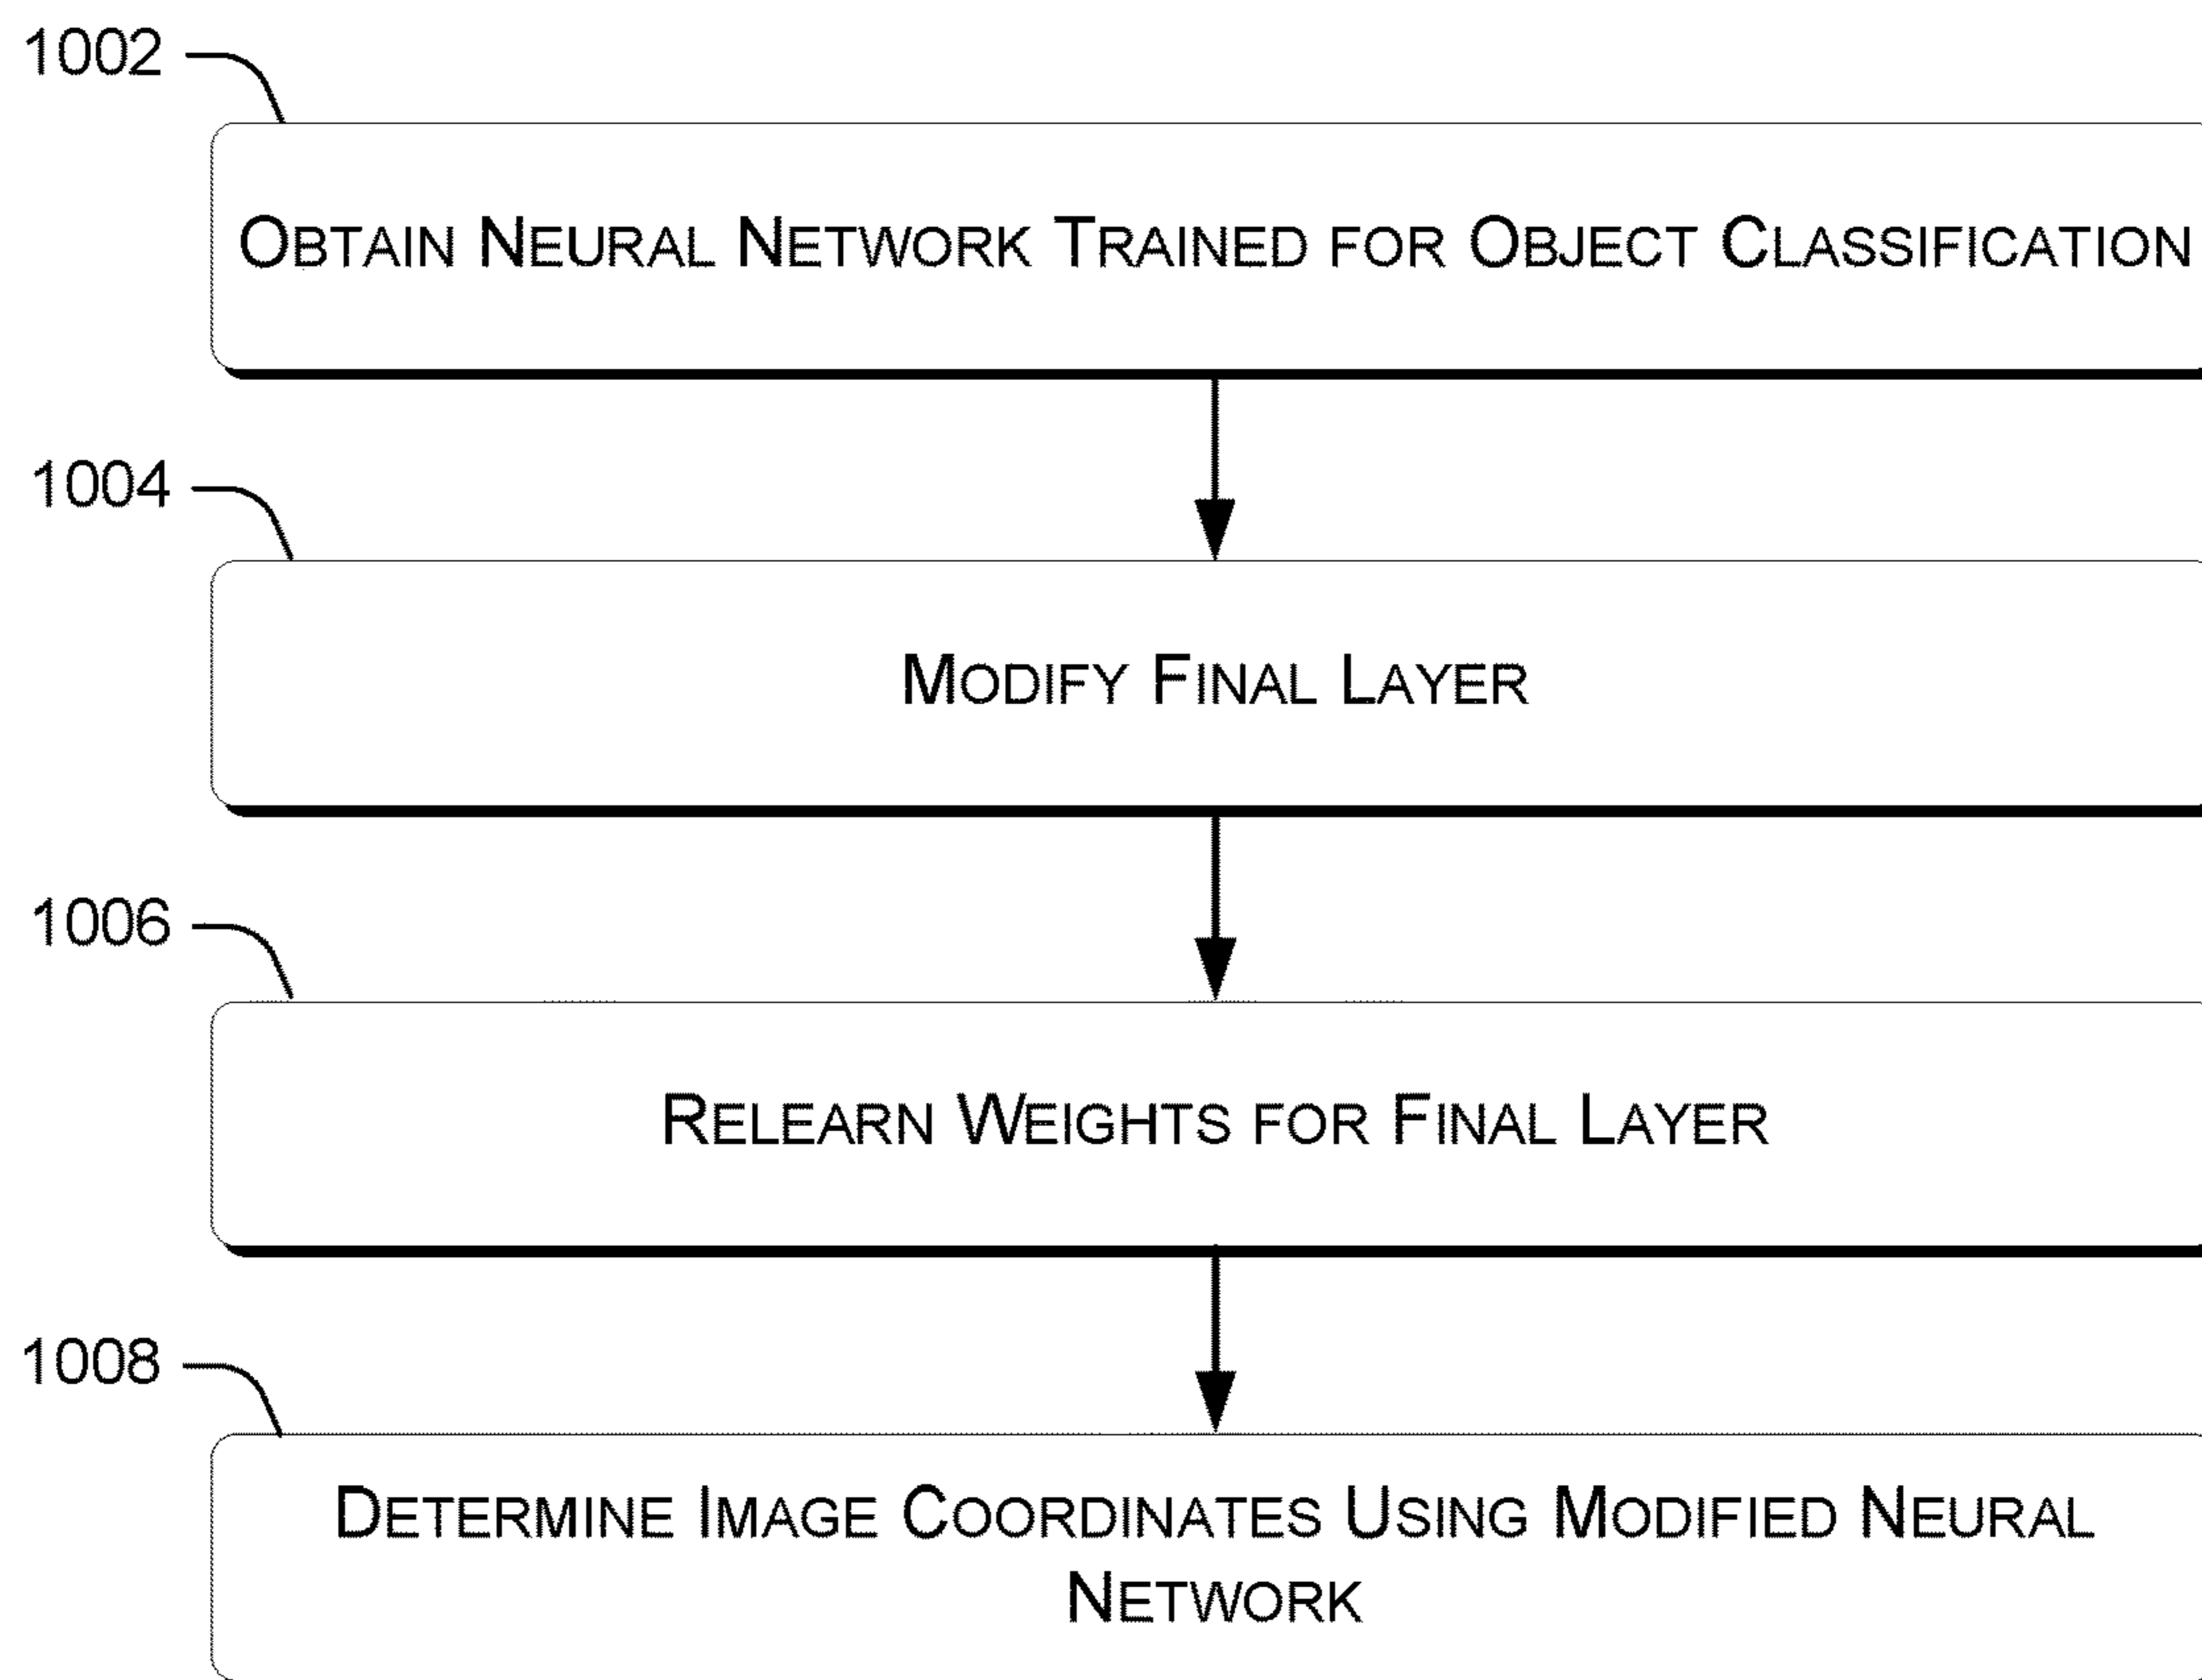 1002
OBTAIN NEURAL NETWORK TRAINED FOR OBJECT CLASSIFICATION
1004
MODIFY FINAL LAYER
1006
RELEARN WEIGHTS FOR FINAL LAYER
1008
DETERMINE IMAGE COORDINATES USING MODIFIED NEURAL
NETWORK